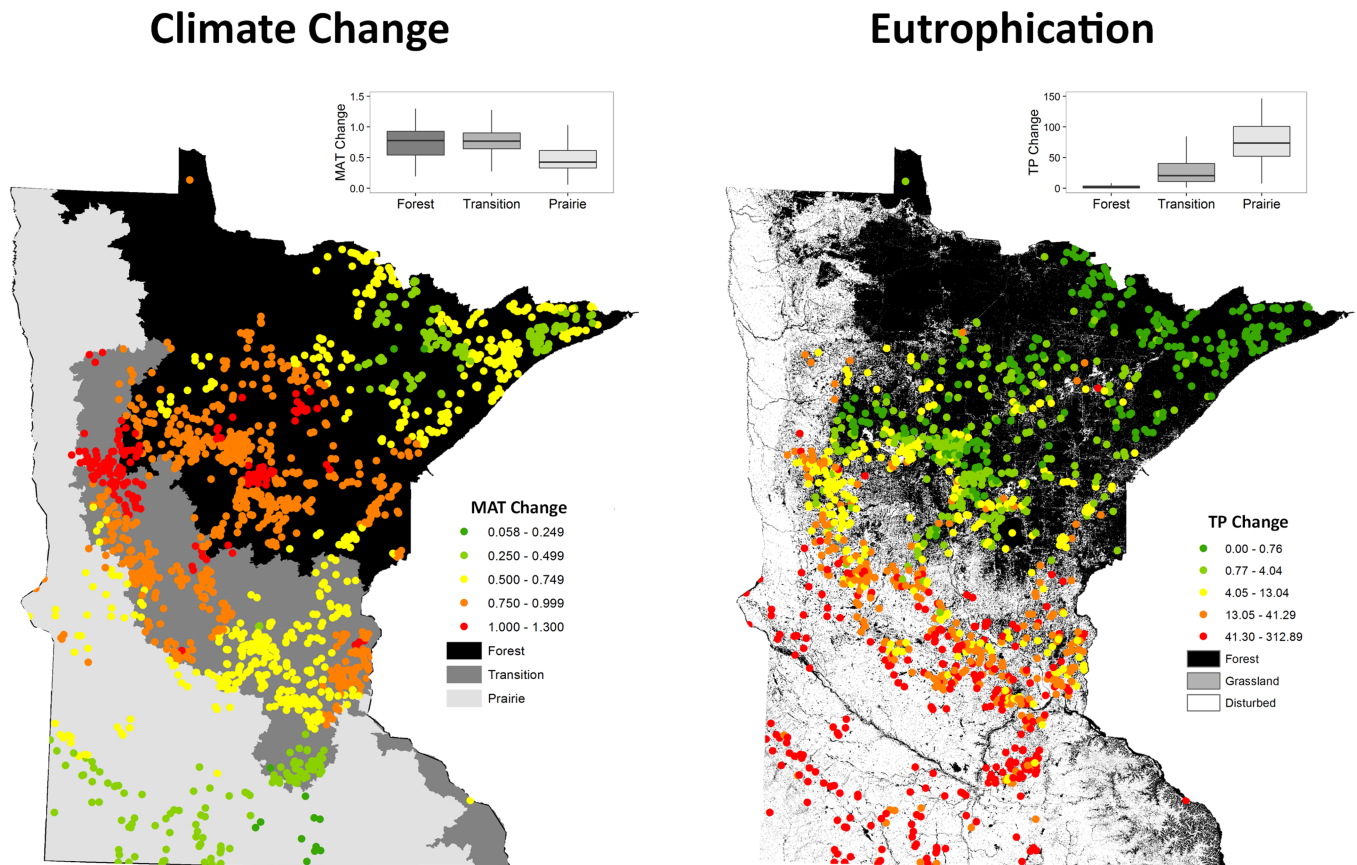 Climate Change
Eutrophication
1.5
1.0
0.5
0.0
MAT Change
Forest Transition Prairie
150
100
50
0
TP Change
Forest Transition Prairie
MAT Change
0.058 - 0.249
0.250 - 0.499
0.500 - 0.749
0.750 - 0.999
1.000 - 1.300
Forest
Transition
Prairie
TP Change
0.00 - 0.76
0.77 - 4.04
4.05 - 13.04
13.05 - 41.29
41.30 - 312.89
Forest
Grassland
Disturbed